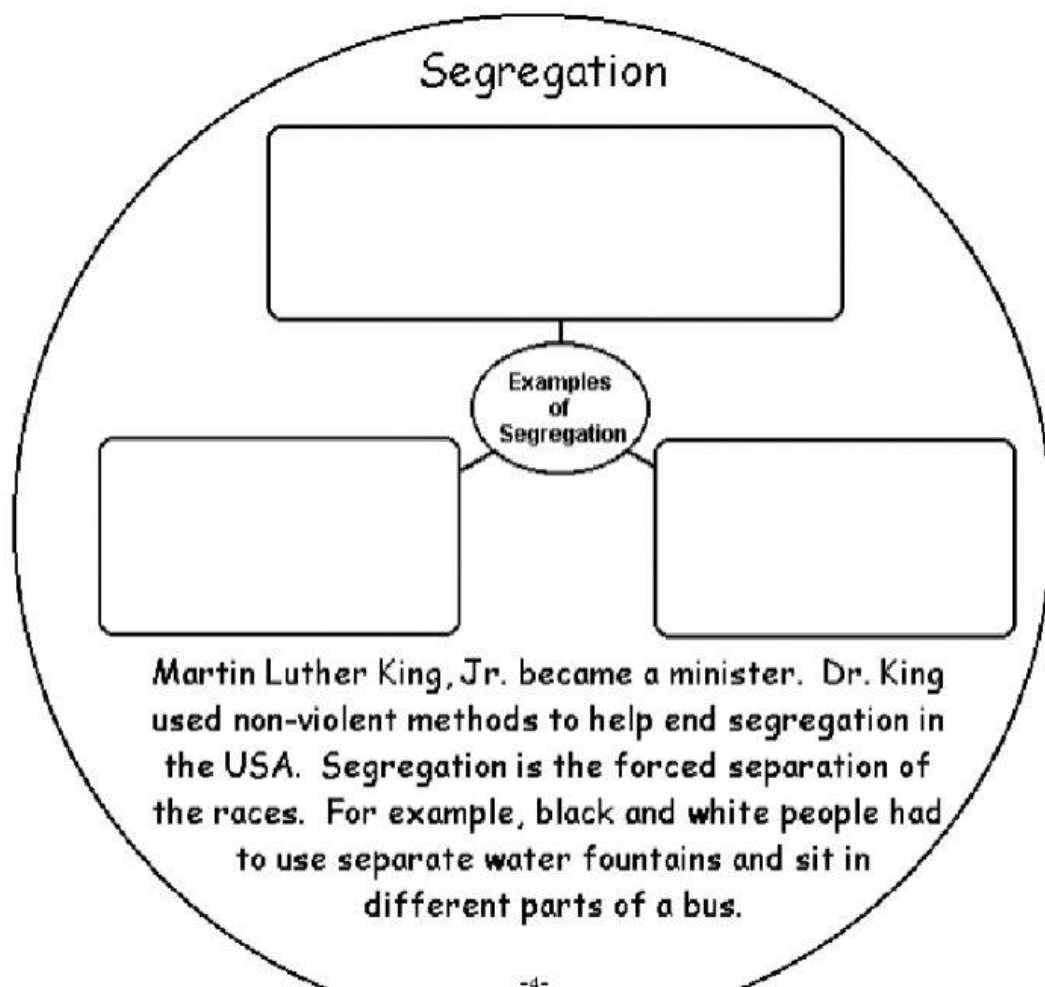 Segregation
Examples
of
Segregation
Martin Luther King, Jr. became a minister. Dr. King
used non-violent methods to help end segregation in
the USA. Segregation is the forced separation of
the races. For example, black and white people had
to use separate water fountains and sit in
different parts of a bus.
-4-